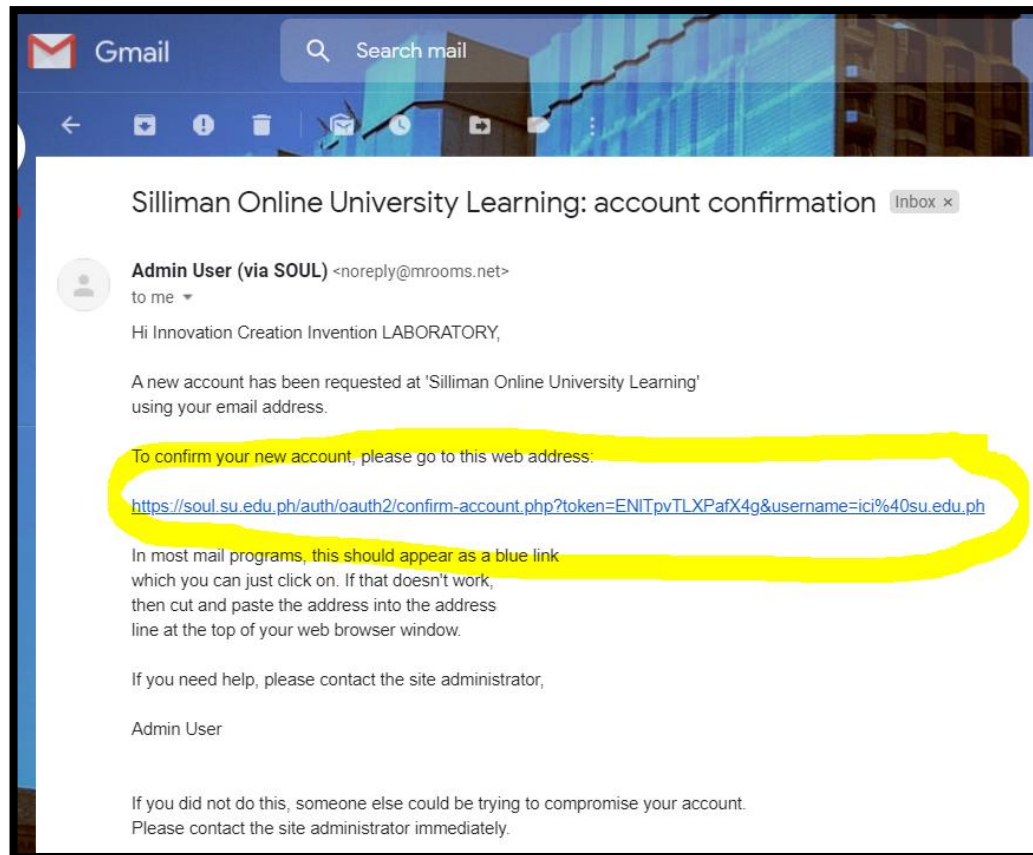 Gmail
Search mail
Silliman Online University Learning: account confirmation Inbox ×
Admin User (via SOUL) <noreply@mrooms.net>
to me
Hi Innovation Creation Invention LABORATORY,
A new account has been requested at 'Silliman Online University Learning'
using your email address.
To confirm your new account, please go to this web address:
https://soul.su.edu.ph/auth/oauth2/confirm-account.php?token=ENITpvTLXPafX4g&username=ici%40su.edu.ph
In most mail programs, this should appear as a blue link
which you can just click on. If that doesn't work,
then cut and paste the address into the address
line at the top of your web browser window.
If you need help, please contact the site administrator,
Admin User
If you did not do this, someone else could be trying to compromise your account.
Please contact the site administrator immediately.